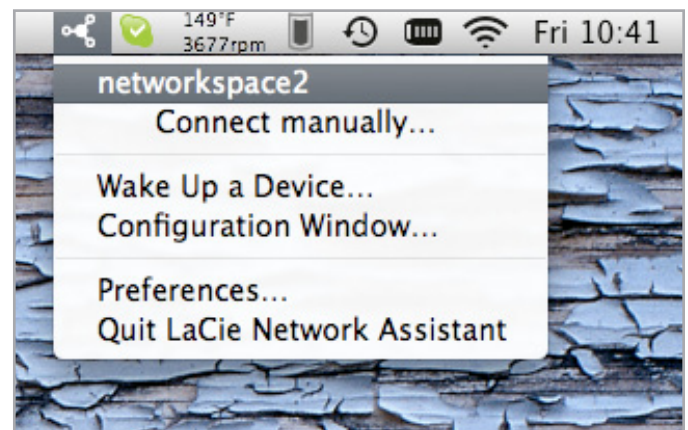 149°F
3677rpm
Fri 10:41
networkspace2
Connect manually...
Wake Up a Device...
Configuration Window...
Preferences...
Quit LaCie Network Assistant